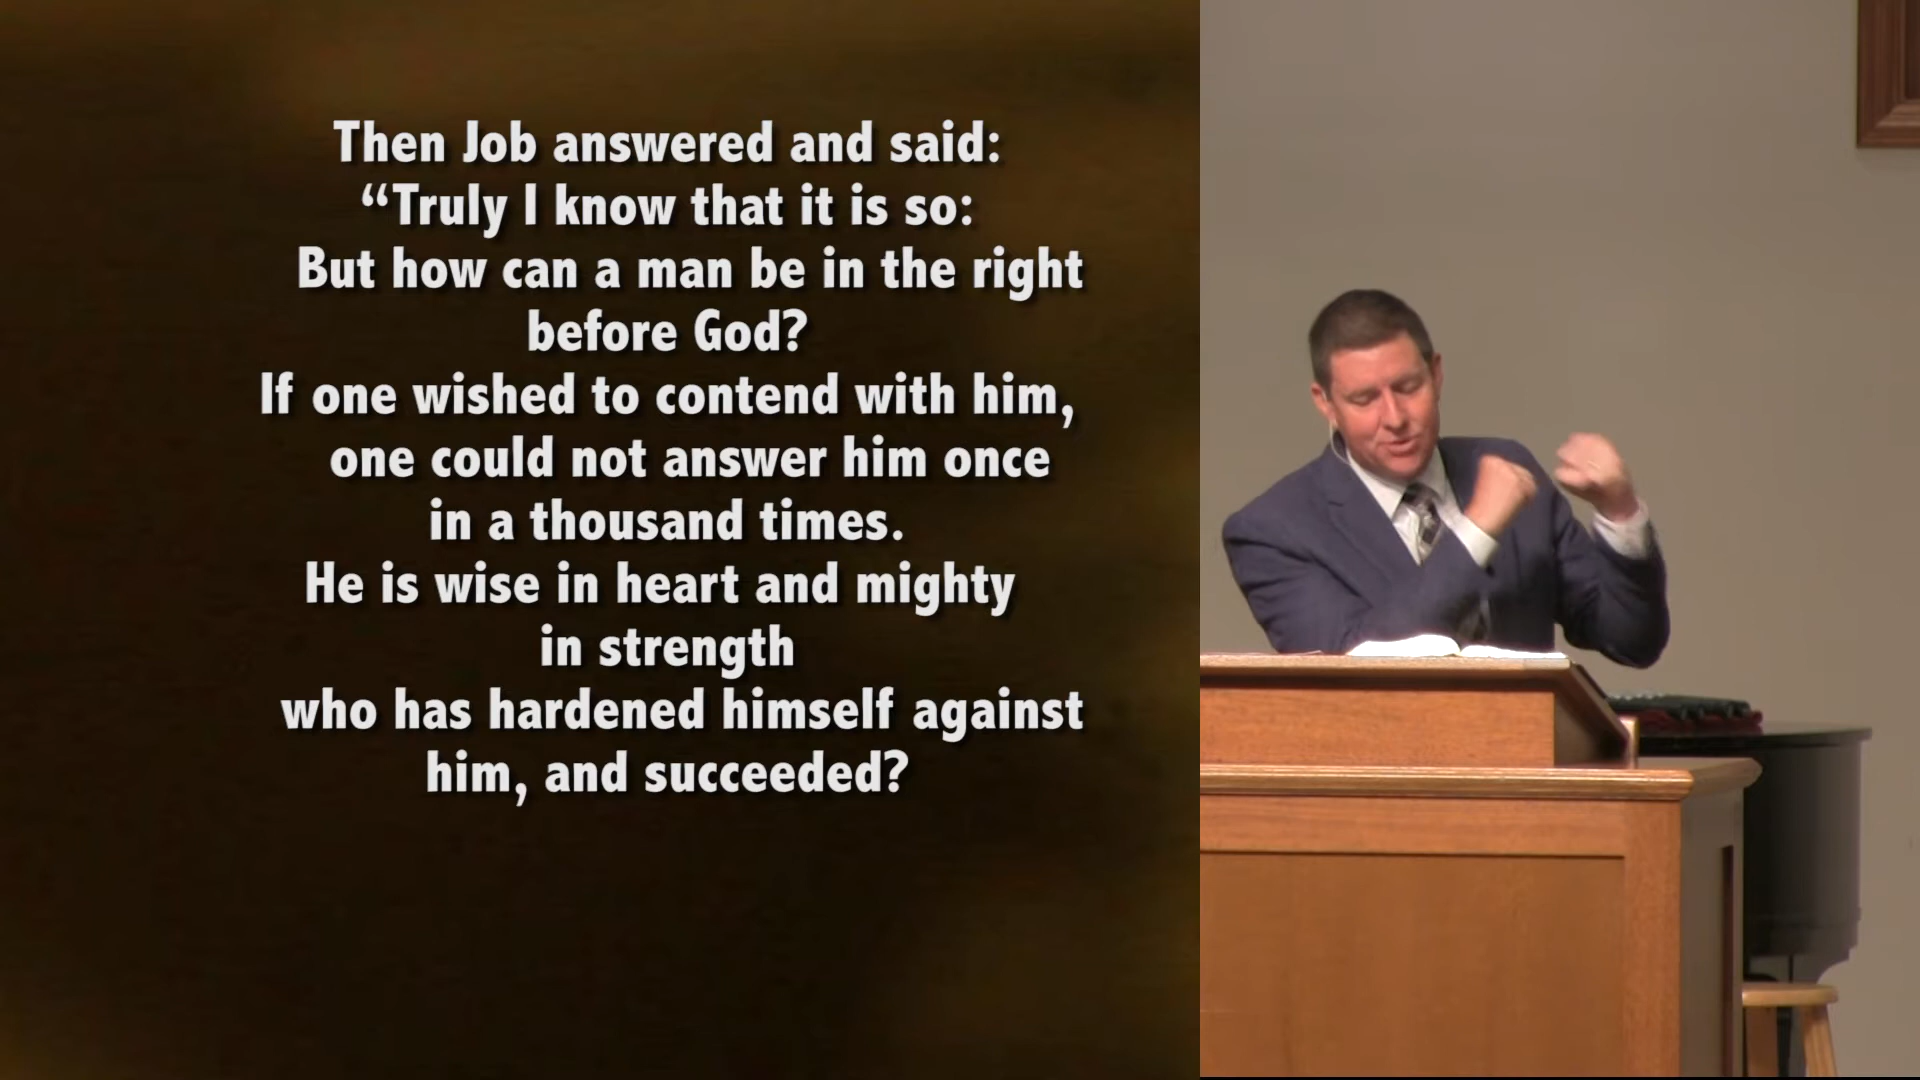 Then Job answered and said:
“Truly I know that it is so:
But how can a man be in the right
before God?
If one wished to contend with him,
one could not answer him once
in a thousand times.
He is wise in heart and mighty
in strength
who has hardened himself against
him, and succeeded?